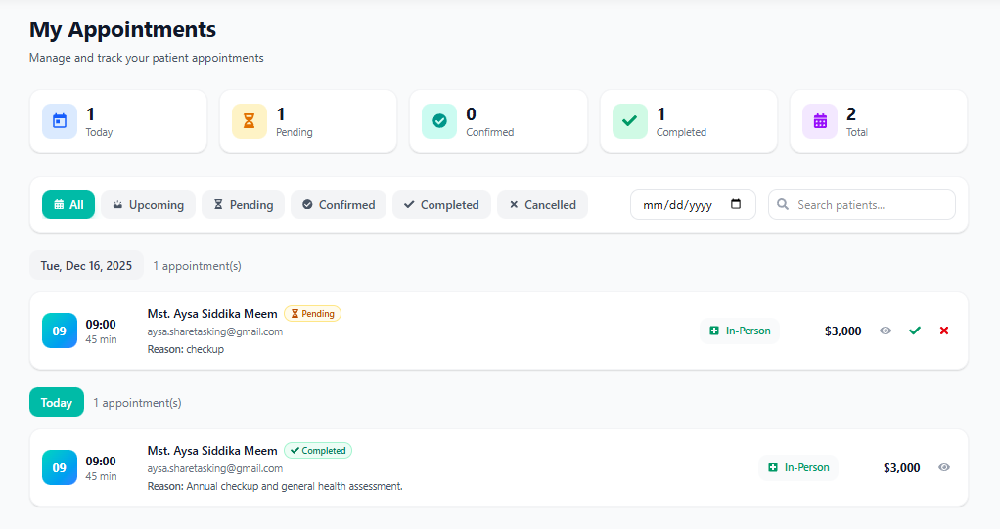 My Appointments
Manage and track your patient appointments
1
Today
1
Pending
0
Confirmed
1
Completed
2
Total
All
Upcoming
Pending
Confirmed
Completed
Cancelled
mm/dd/yyyy
Search patients...
Tue, Dec 16, 2025 1 appointment(s)
09
09:00
45 min
Mst. Aysa Siddika Meem Pending
aysa.sharetasking@gmail.com
Reason: checkup
In-Person
$3,000
Today 1 appointment(s)
09
09:00
45 min
Mst. Aysa Siddika Meem Completed
aysa.sharetasking@gmail.com
Reason: Annual checkup and general health assessment.
In-Person
$3,000